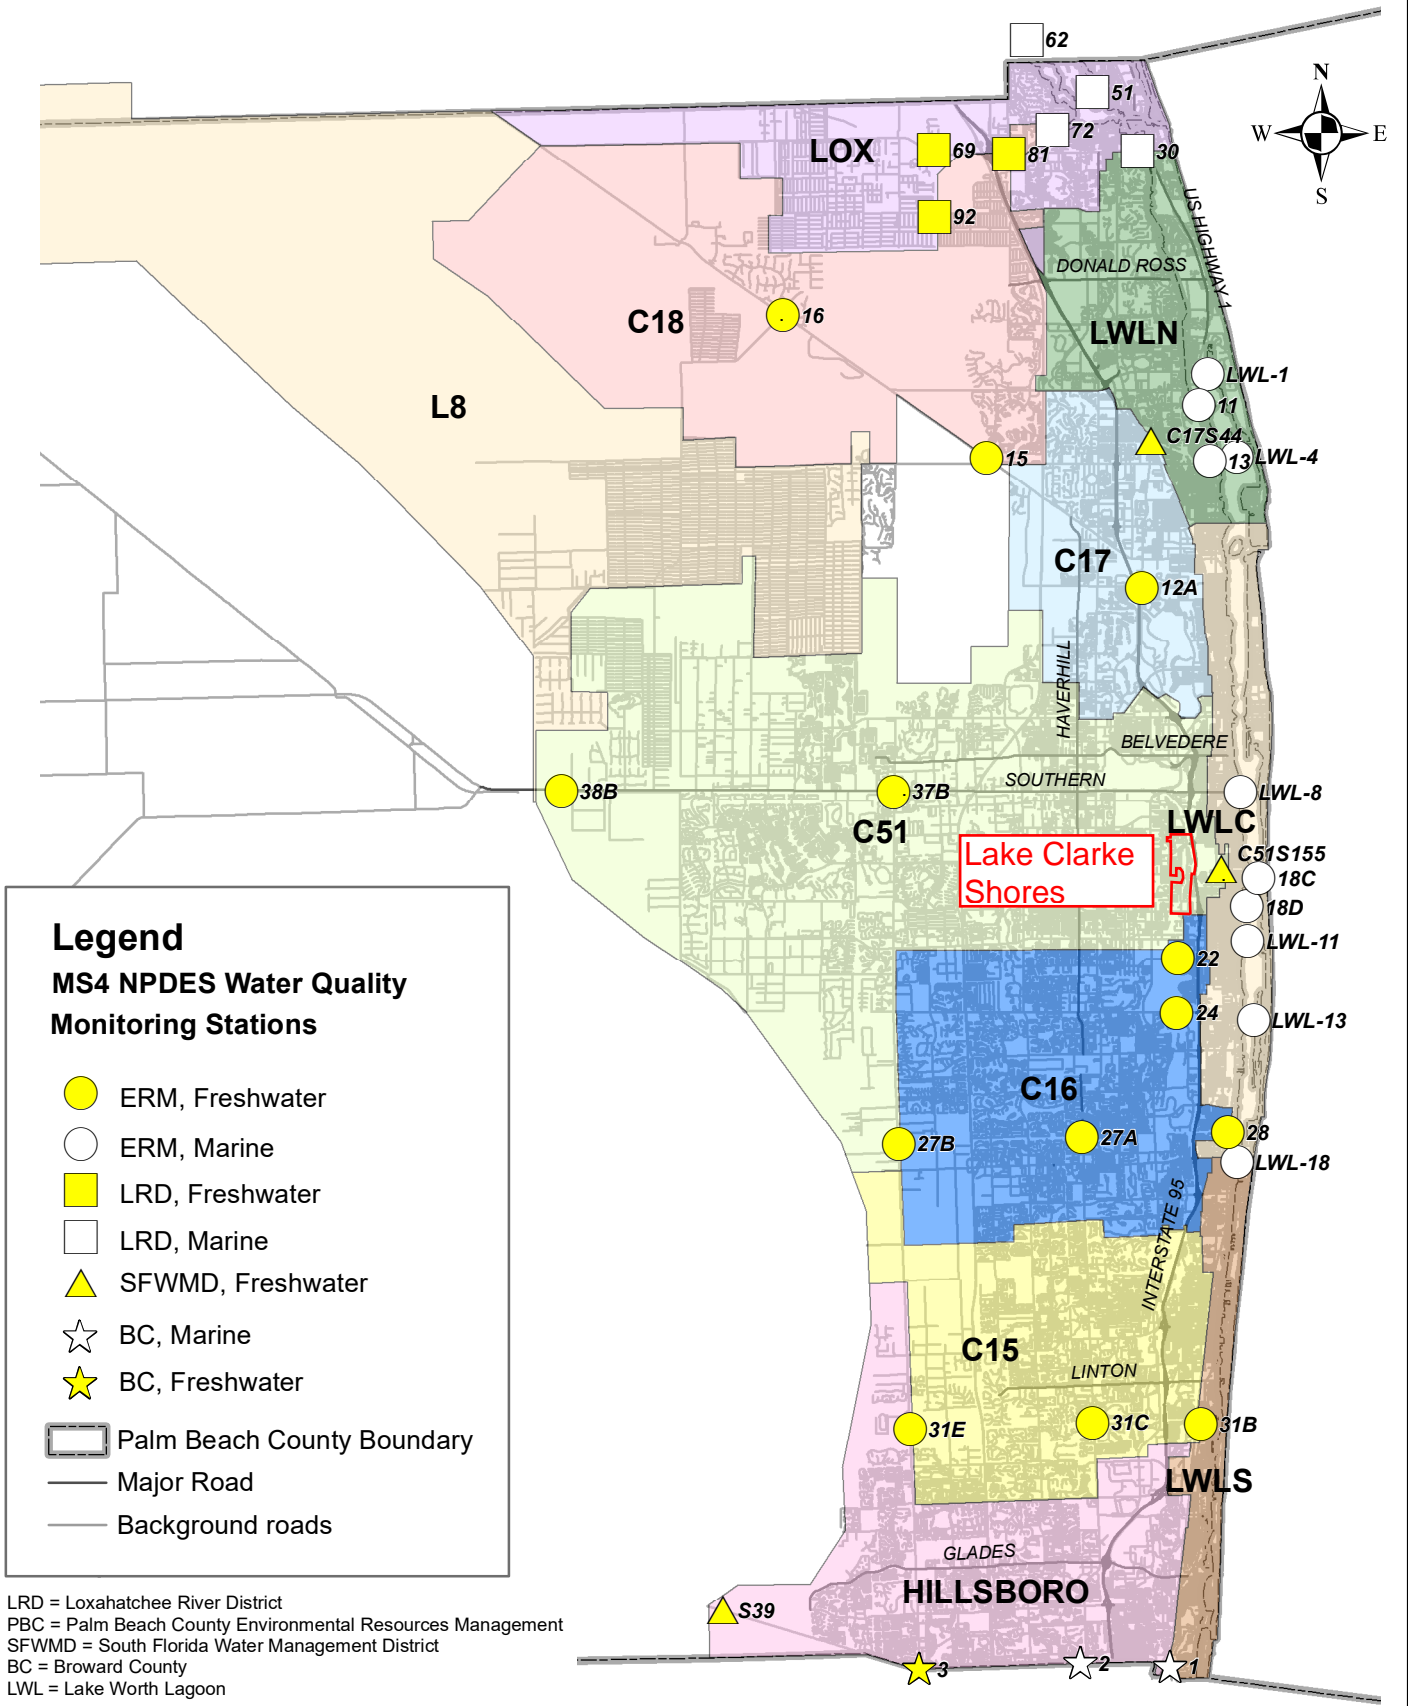 62
51
72
30
N
W
E
S
LOX
69
81
92
US HIGHWAY 1
DONALD ROSS
C18
16
LWLN
L8
LWL-1
11
C17S44
15
13
LWL-4
C17
12A
HAVERHILL
BELVEDERE
SOUTHERN
38B
37B
LWL-8
C51
LWLC
Lake Clarke
Shores
C51S155
18C
18D
LWL-11
22
24
LWL-13
C16
27B
27A
28
LWL-18
INTERSTATE 95
C15
LINTON
31E
31C
31B
LWLS
GLADES
HILLSBORO
S39
3
2
1
Legend
MS4 NPDES Water Quality
Monitoring Stations
ERM, Freshwater
ERM, Marine
LRD, Freshwater
LRD, Marine
SFWMD, Freshwater
BC, Marine
BC, Freshwater
Palm Beach County Boundary
Major Road
Background roads
LRD = Loxahatchee River District
PBC = Palm Beach County Environmental Resources Management
SFWMD = South Florida Water Management District
BC = Broward County
LWL = Lake Worth Lagoon